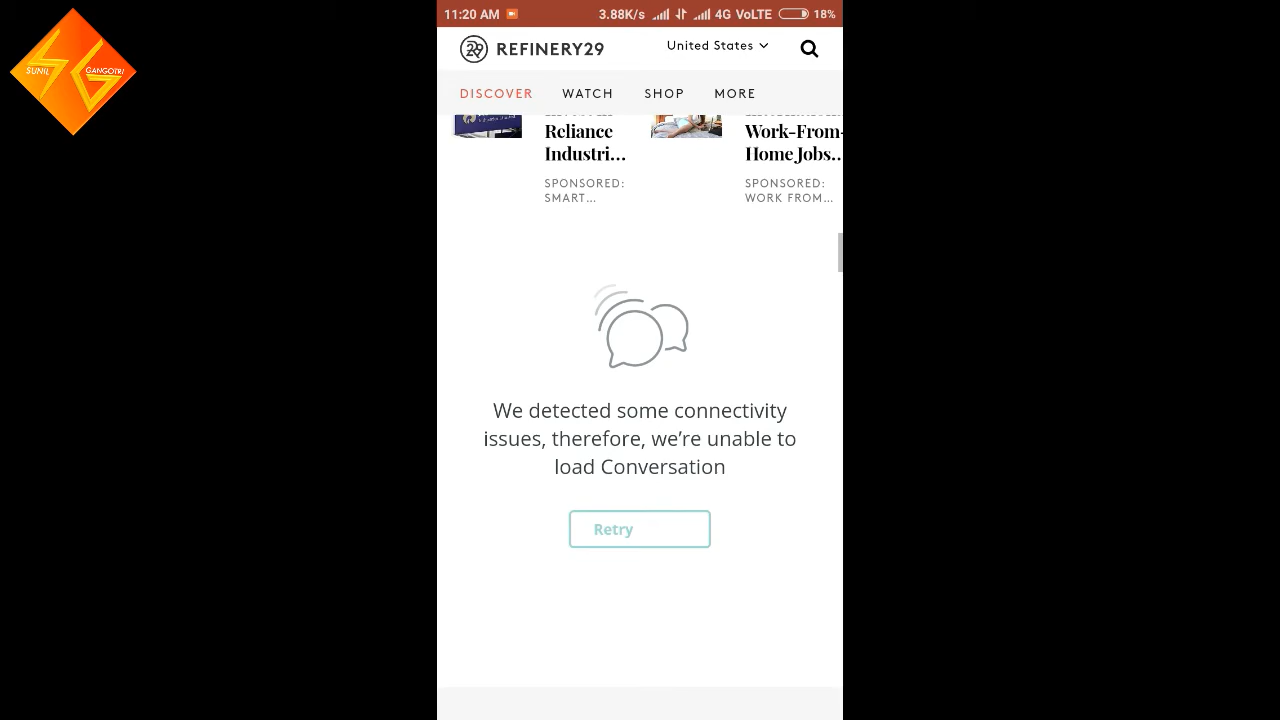 11:20 AM 3.88K/s 4G VoLTE 18%
SUNIL GANGOTRI
REFINERY29 United States
DISCOVER WATCH SHOP MORE
Reliance
Industri...
SPONSORED:
SMART...
Work-From-
Home Jobs..
SPONSORED:
WORK FROM...
We detected some connectivity
issues, therefore, we’re unable to
load Conversation
Retry